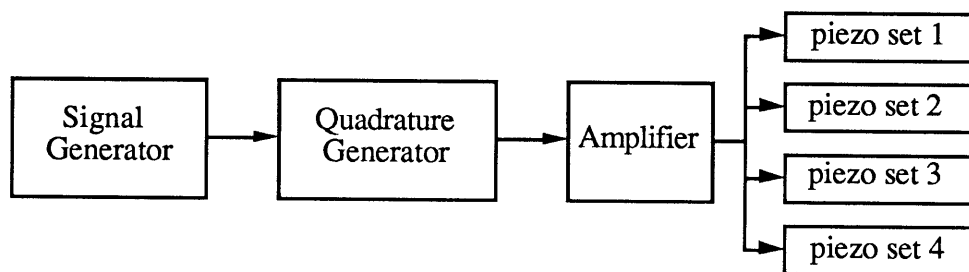 Signal
Generator
Quadrature
Generator
Amplifier
piezo set 1
piezo set 2
piezo set 3
piezo set 4